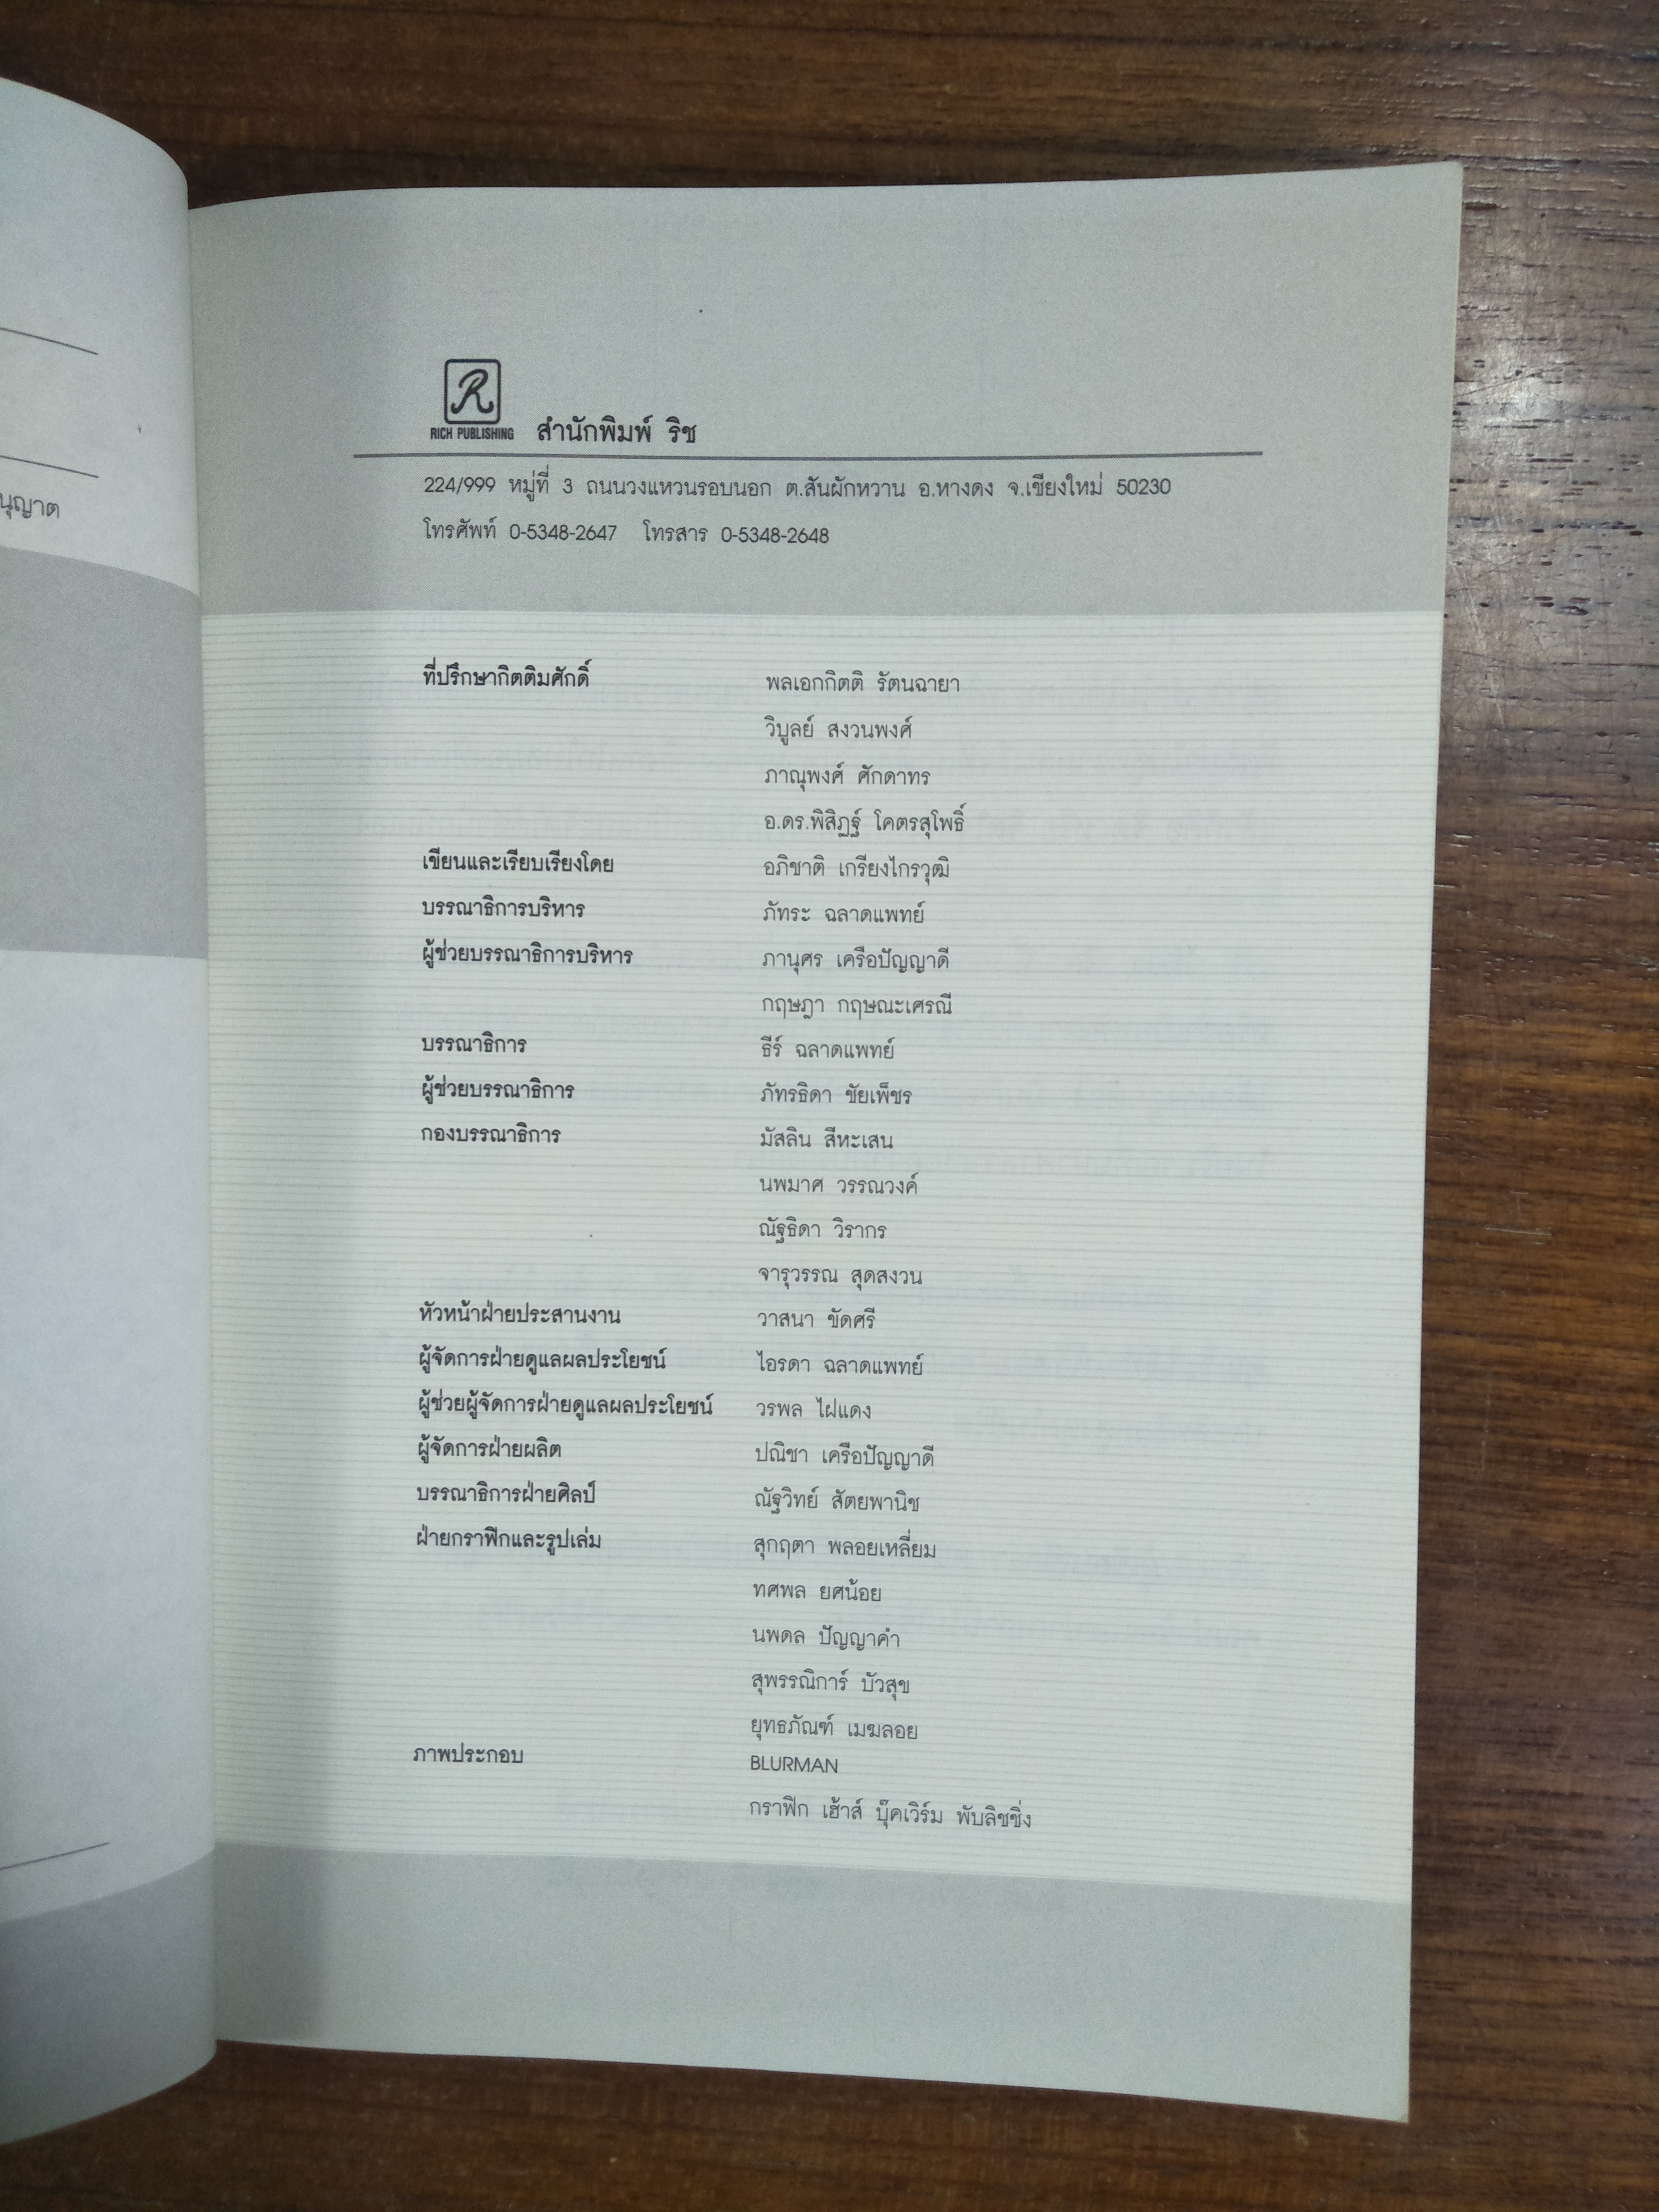 นุญาต
R
RICH PUBLISHING สำนักพิมพ์ ริช
224/999 หมู่ที่ 3 ถนนวงแหวนรอบนอก ต.สันผักหวาน อ.หางดง จ.เชียงใหม่ 50230
โทรศัพท์ 0-5348-2647 โทรสาร 0-5348-2648
ที่ปรึกษากิตติมศักดิ์ พลเอกกิตติ รัตนฉายา
วิบูลย์ สงวนพงศ์
ภาณุพงศ์ ศักดาทร
อ.ดร.พิสิฏฐ์ โคตรสุโพธิ์
เขียนและเรียบเรียงโดย อภิชาติ เกรียงไกรวุฒิ
บรรณาธิการบริหาร ภัทระ ฉลาดแพทย์
ผู้ช่วยบรรณาธิการบริหาร ภานุศร เครือปัญญาดี
กฤษฎา กฤษณะเศรณี
บรรณาธิการ ธีร์ ฉลาดแพทย์
ผู้ช่วยบรรณาธิการ ภัทรธิดา ชัยเพ็ชร
กองบรรณาธิการ มัสลิน สีหะเสน
นพมาศ วรรณวงค์
ณัฐธิดา วิรากร
จารุวรรณ สุดสงวน
หัวหน้าฝ่ายประสานงาน วาสนา ขัดศรี
ผู้จัดการฝ่ายดูแลผลประโยชน์ ไอรดา ฉลาดแพทย์
ผู้ช่วยผู้จัดการฝ่ายดูแลผลประโยชน์ วรพล ไฝแดง
ผู้จัดการฝ่ายผลิต ปณิชา เครือปัญญาดี
บรรณาธิการฝ่ายศิลป์ ณัฐวิทย์ สัตยพานิช
ฝ่ายกราฟิกและรูปเล่ม สุกฤตา พลอยเหลี่ยม
ทศพล ยศน้อย
นพดล ปัญญาคำ
สุพรรณิการ์ บัวสุข
ยุทธภัณฑ์ เมฆลอย
ภาพประกอบ BLURMAN
กราฟิก เฮ้าส์ บุ๊คเวิร์ม พับลิชชิ่ง